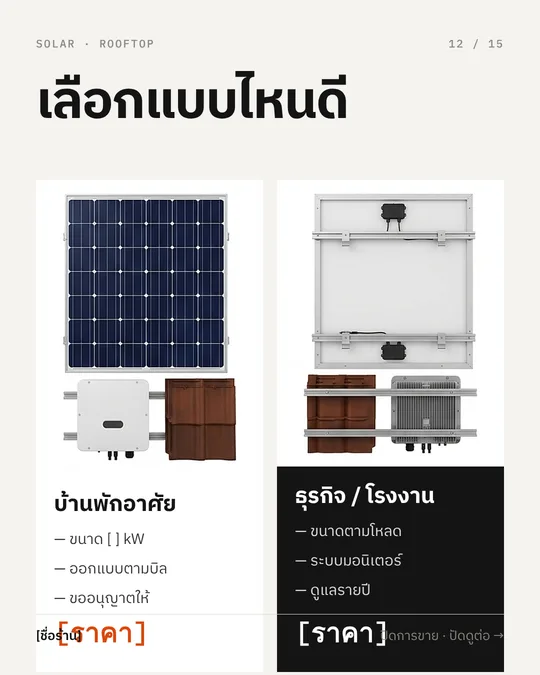 SOLAR · ROOFTOP
12 / 15
เลือกแบบไหนดี
บ้านพักอาศัย
— ขนาด [ ] kW
— ออกแบบตามบิล
— ขออนุญาตให้
[ราคา]
ธุรกิจ / โรงงาน
— ขนาดตามโหลด
— ระบบมอนิเตอร์
— ดูแลรายปี
[ราคา]
[ชื่อร้าน]
ปิดการขาย · ปัดดูต่อ →